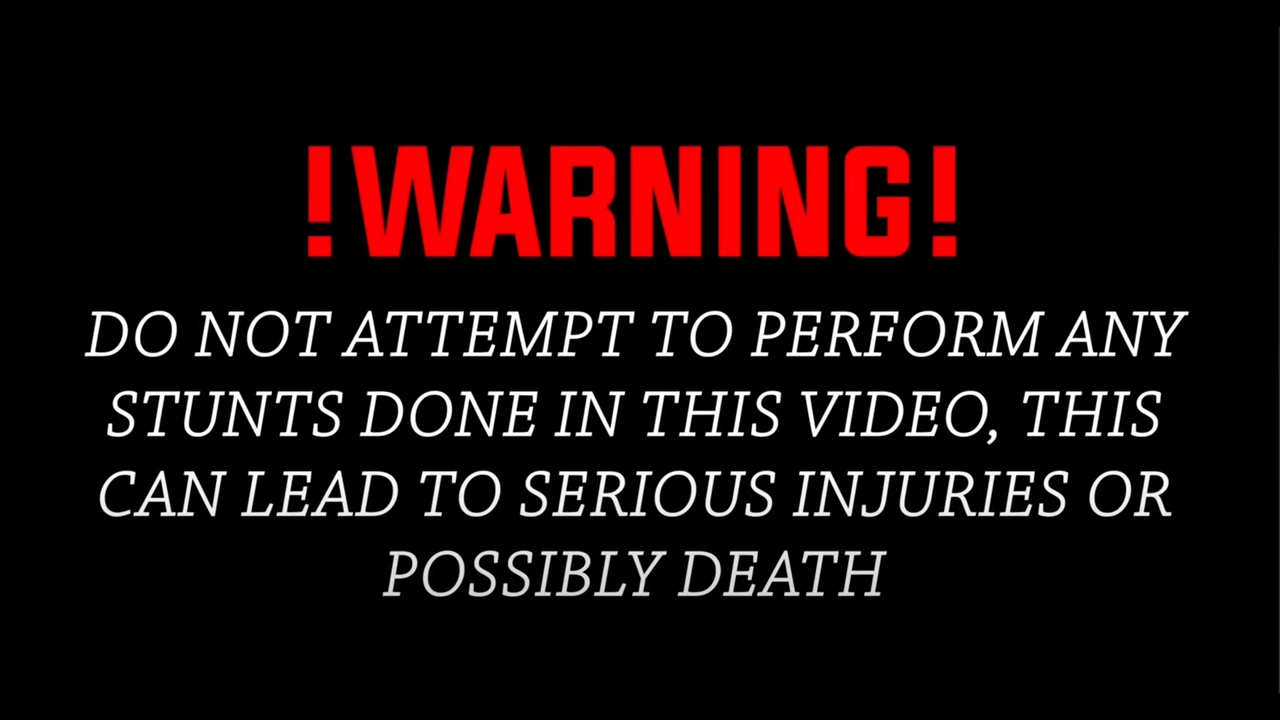 !WARNING!
DO NOT ATTEMPT TO PERFORM ANY
STUNTS DONE IN THIS VIDEO, THIS
CAN LEAD TO SERIOUS INJURIES OR
POSSIBLY DEATH